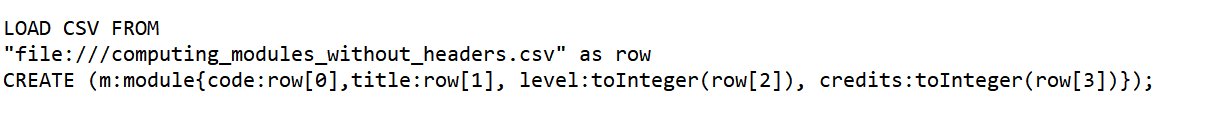 LOAD CSV FROM
"file:///computing_modules_without_headers.csv" as row
CREATE (m:module{code:row[0],title:row[1], level:toInteger(row[2]), credits:toInteger(row[3])});